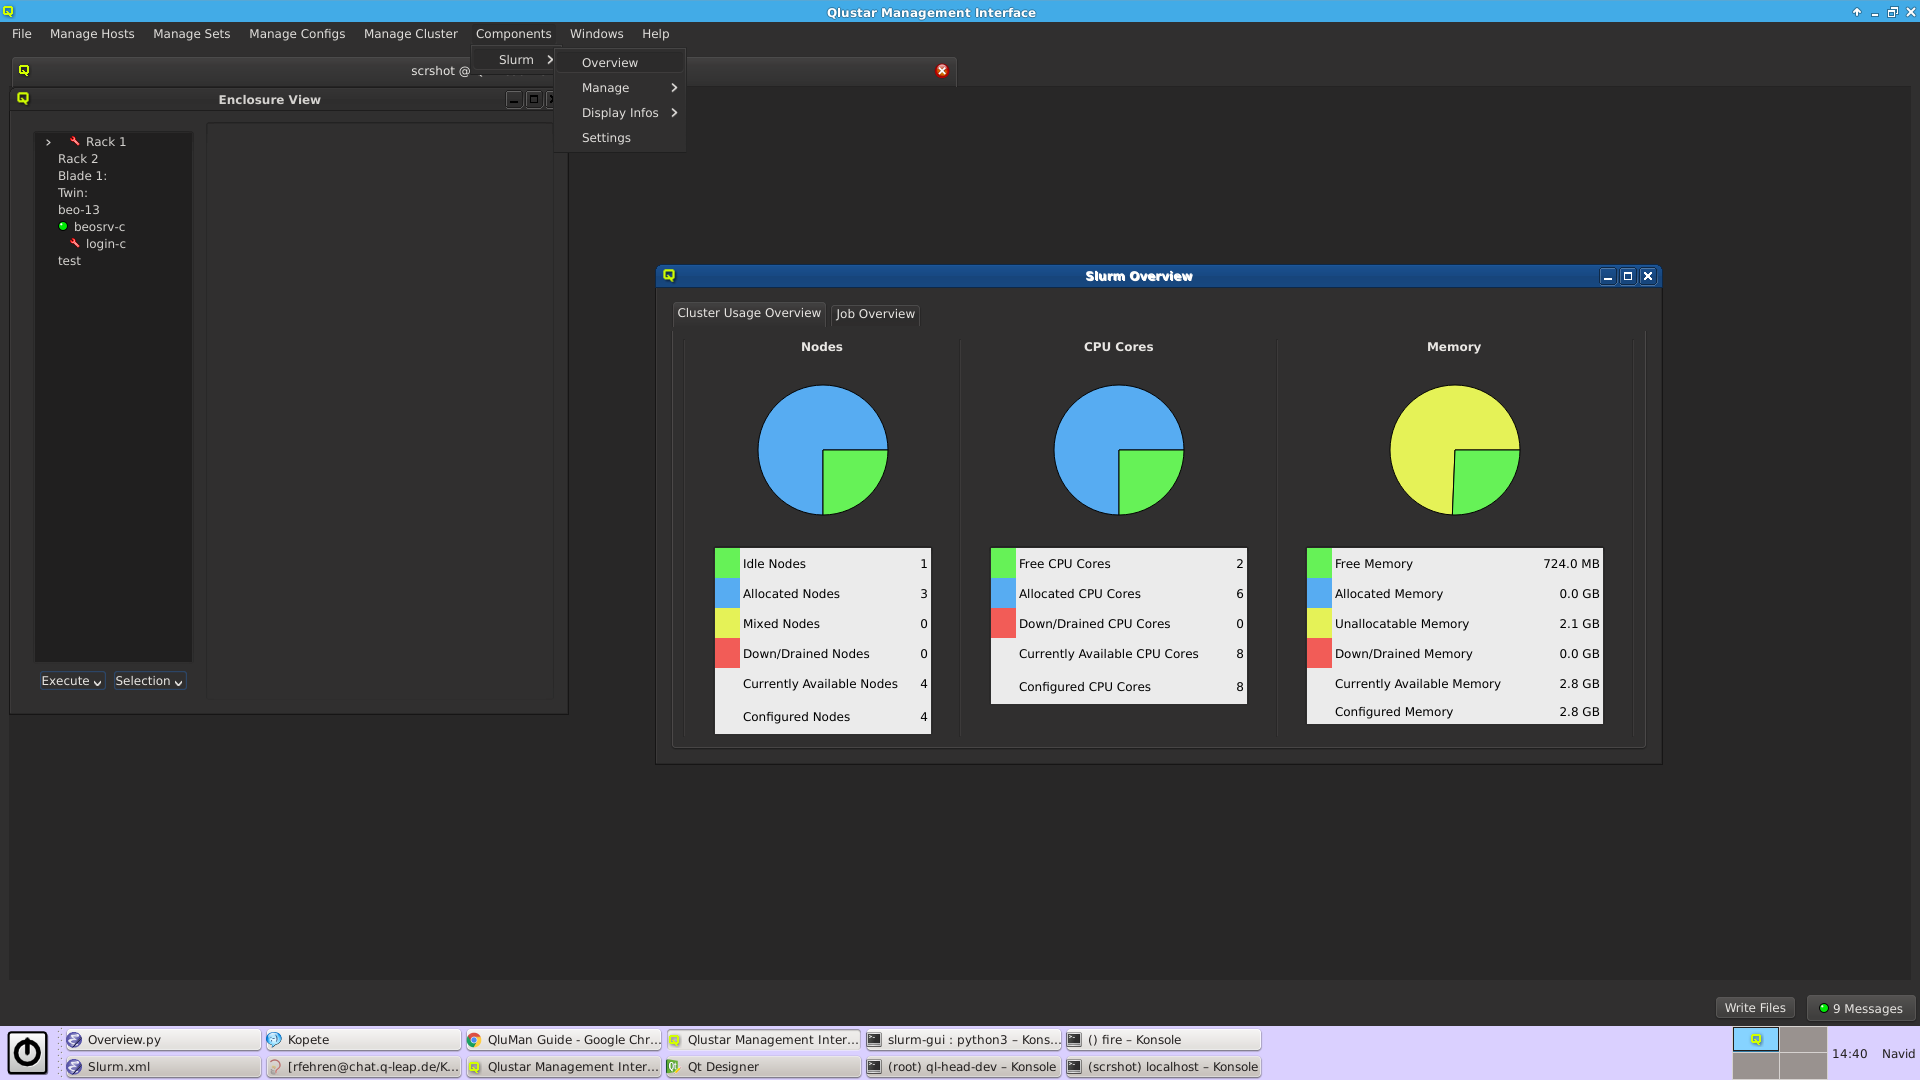 Qlustar Management Interface
File Manage Hosts Manage Sets Manage Configs Manage Cluster Components Windows Help
Slurm
Overview
Manage
Display Infos
Settings
scrshot @
Enclosure View
Rack 1
Rack 2
Blade 1:
Twin:
beo-13
beosrv-c
login-c
test
Execute Selection
Slurm Overview
Cluster Usage Overview Job Overview
Nodes
Idle Nodes 1
Allocated Nodes 3
Mixed Nodes 0
Down/Drained Nodes 0
Currently Available Nodes 4
Configured Nodes 4
CPU Cores
Free CPU Cores 2
Allocated CPU Cores 6
Down/Drained CPU Cores 0
Currently Available CPU Cores 8
Configured CPU Cores 8
Memory
Free Memory 724.0 MB
Allocated Memory 0.0 GB
Unallocatable Memory 2.1 GB
Down/Drained Memory 0.0 GB
Currently Available Memory 2.8 GB
Configured Memory 2.8 GB
Write Files 9 Messages
Overview.py Kopete QluMan Guide - Google Chr... Qlustar Management Inter... slurm-gui : python3 – Kons... () fire – Konsole
Slurm.xml [rfehren@chat.q-leap.de/K... Qlustar Management Inter... Qt Designer (root) ql-head-dev – Konsole (scrshot) localhost – Konsole
14:40 Navid